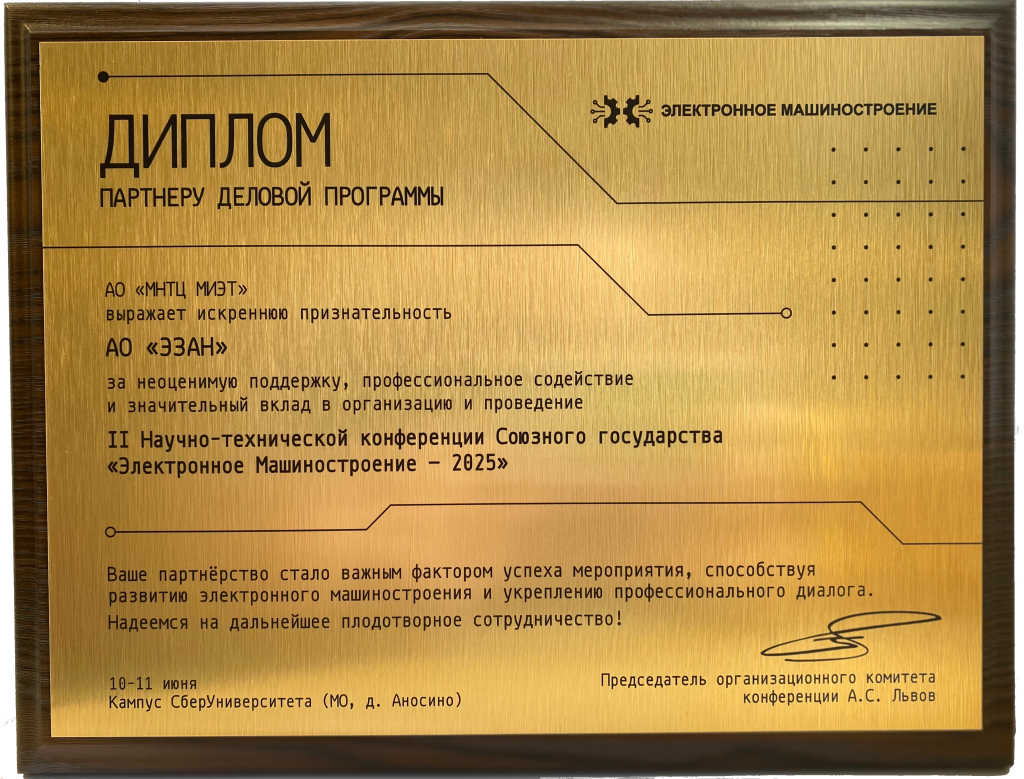 ЭЛЕКТРОННОЕ МАШИНОСТРОЕНИЕ
ДИПЛОМ
ПАРТНЕРУ ДЕЛОВОЙ ПРОГРАММЫ
АО «МНТЦ МИЭТ»
выражает искреннюю признательность
АО «ЭЗАН»
за неоценимую поддержку, профессиональное содействие
и значительный вклад в организацию и проведение
II Научно-технической конференции Союзного государства
«Электронное Машиностроение – 2025»
Ваше партнёрство стало важным фактором успеха мероприятия, способствуя
развитию электронного машиностроения и укреплению профессионального диалога.
Надеемся на дальнейшее плодотворное сотрудничество!
10-11 июня
Кампус СберУниверситета (МО, д. Аносино)
Председатель организационного комитета
конференции А.С. Львов